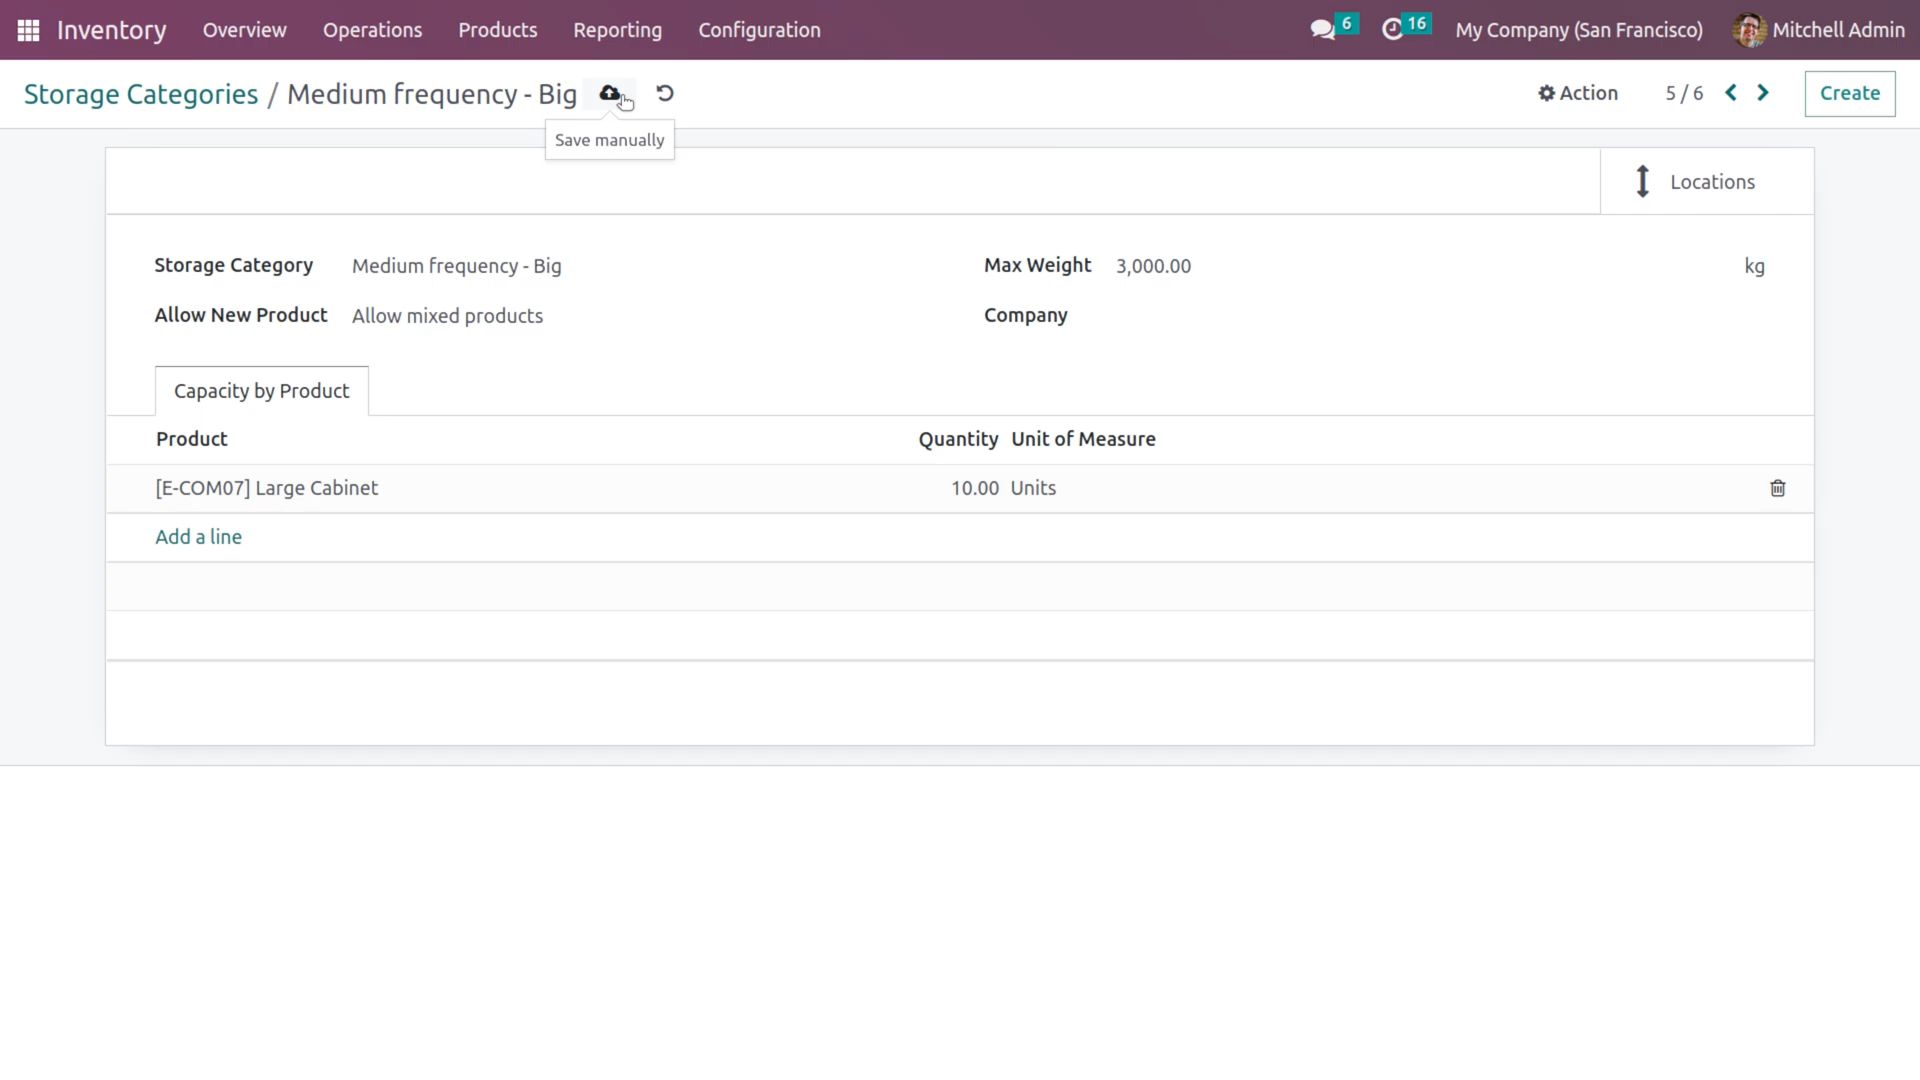 Inventory Overview Operations Products Reporting Configuration 6 16 My Company (San Francisco) Mitchell Admin
Storage Categories / Medium frequency - Big Action 5 / 6 Create
Save manually
Locations
Storage Category Medium frequency - Big Max Weight 3,000.00 kg
Allow New Product Allow mixed products Company
Capacity by Product
Product Quantity Unit of Measure
[E-COM07] Large Cabinet 10.00 Units
Add a line